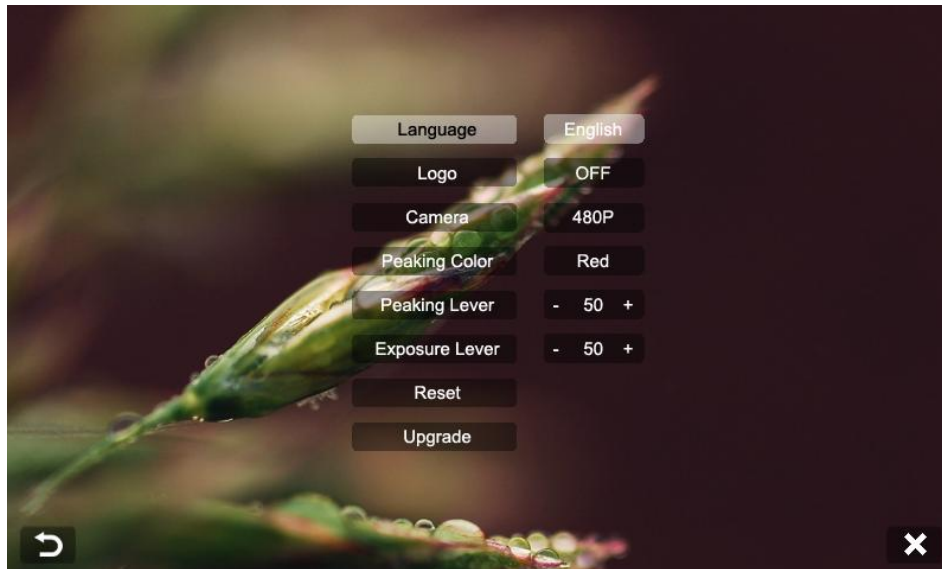 Language English
Logo OFF
Camera 480P
Peaking Color Red
Peaking Lever - 50 +
Exposure Lever - 50 +
Reset
Upgrade